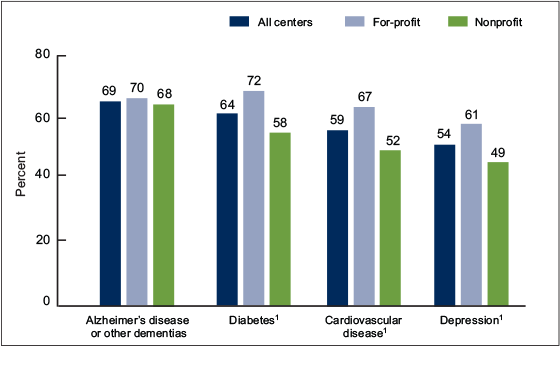 All centers For-profit Nonprofit
80
60
40
20
0
Percent
69 70 68
64 72 58
59 67 52
54 61 49
Alzheimer's disease
or other dementias
Diabetes¹
Cardiovascular
disease¹
Depression¹